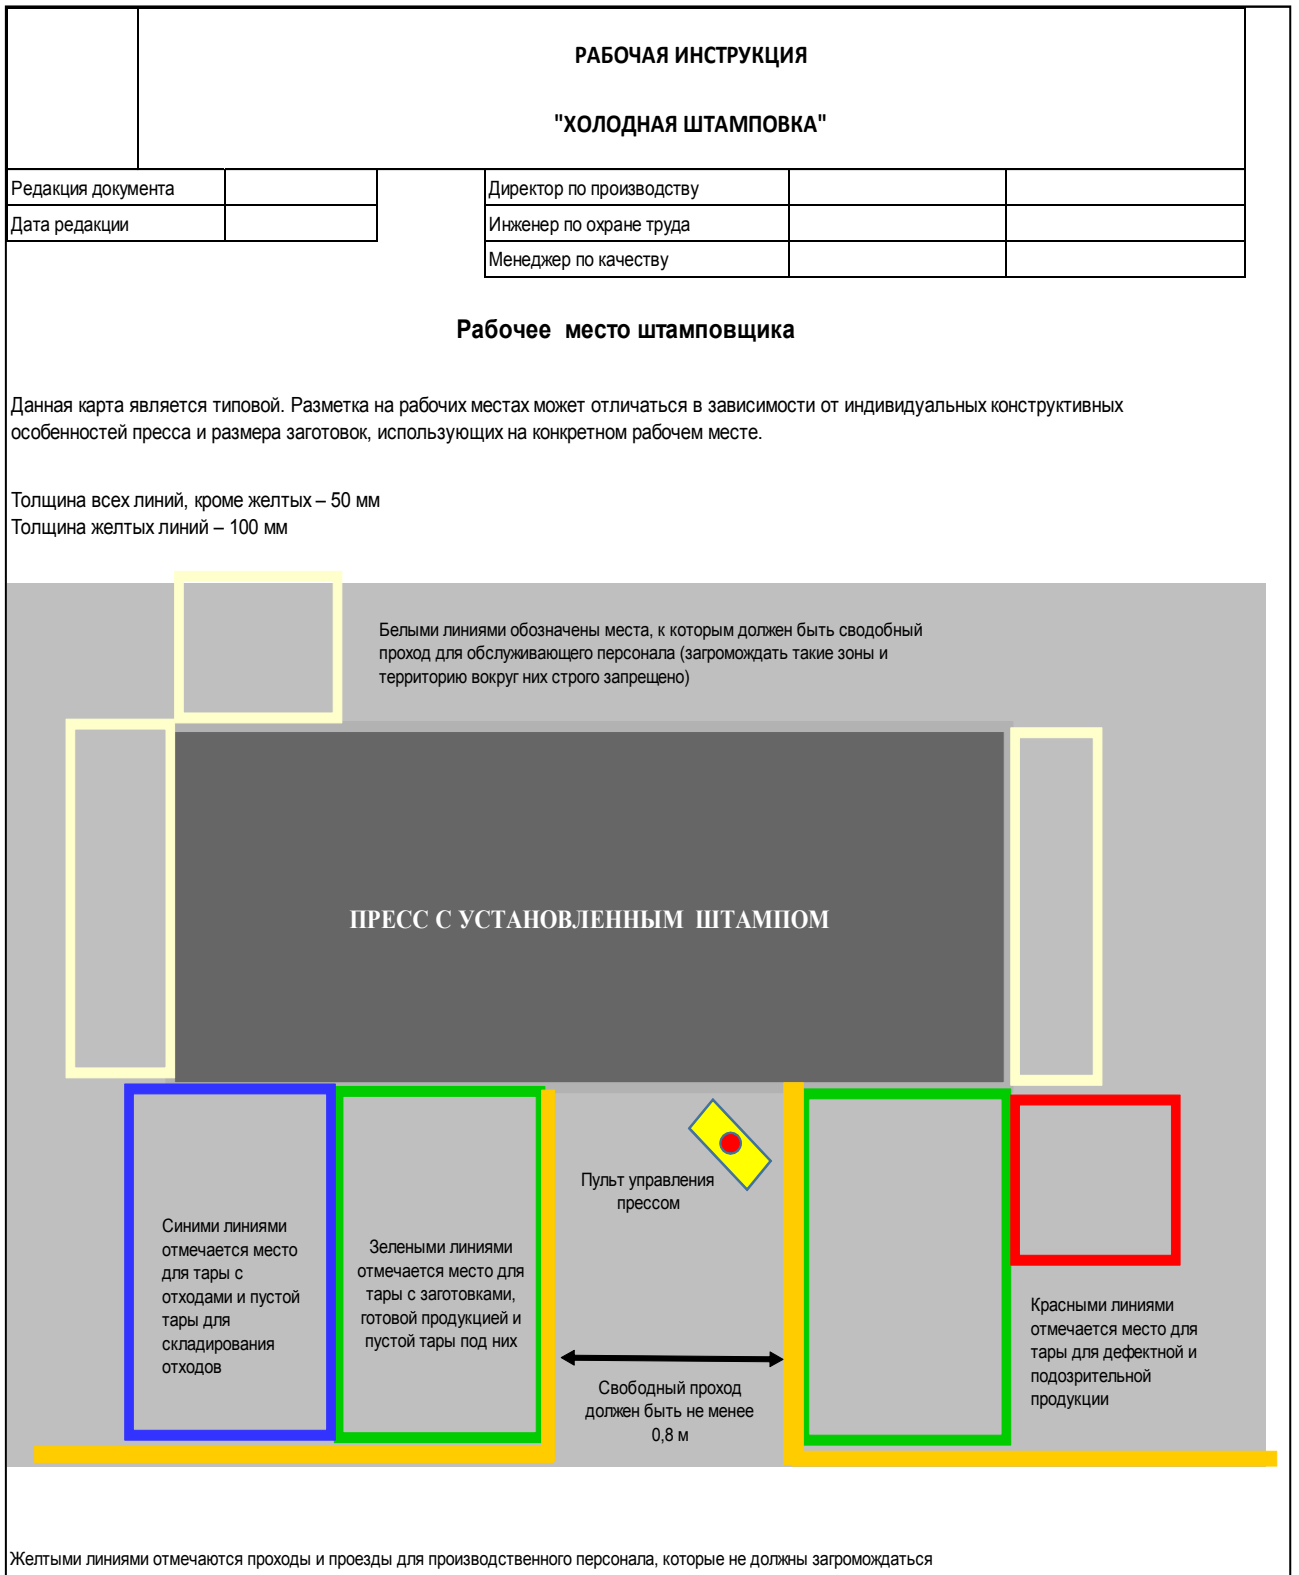 РАБОЧАЯ ИНСТРУКЦИЯ
"ХОЛОДНАЯ ШТАМПОВКА"
Редакция документа
Директор по производству
Дата редакции
Инженер по охране труда
Менеджер по качеству
Рабочее место штамповщика
Данная карта является типовой. Разметка на рабочих местах может отличаться в зависимости от индивидуальных конструктивных
особенностей пресса и размера заготовок, использующих на конкретном рабочем месте.
Толщина всех линий, кроме желтых – 50 мм
Толщина желтых линий – 100 мм
Белыми линиями обозначены места, к которым должен быть сводобный
проход для обслуживающего персонала (загромождать такие зоны и
территорию вокруг них строго запрещено)
ПРЕСС С УСТАНОВЛЕННЫМ ШТАМПОМ
Синими линиями
отмечается место
для тары с
отходами и пустой
тары для
складирования
отходов
Зелеными линиями
отмечается место для
тары с заготовками,
готовой продукцией и
пустой тары под них
Пульт управления
прессом
Свободный проход
должен быть не менее
0,8 м
Красными линиями
отмечается место для
тары для дефектной и
подозрительной
продукции
Желтыми линиями отмечаются проходы и проезды для производственного персонала, которые не должны загромождаться